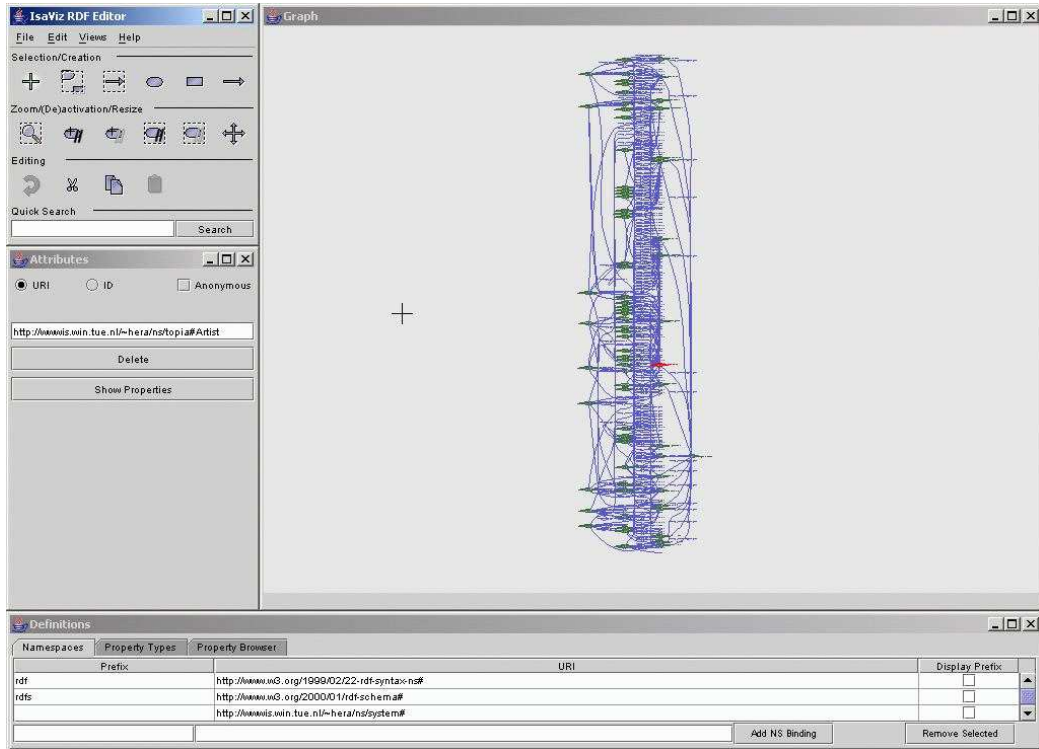 IsaViz RDF Editor
File Edit Views Help
Selection/Creation
Zoom/(De)activation/Resize
Editing
Quick Search
Search
Attributes
URI ID Anonymous
http://wwwis.win.tue.nl/~hera/ns/topia#Artist
Delete
Show Properties
Graph
Definitions
Namespaces Property Types Property Browser
Prefix URI Display Prefix
rdf http://www.w3.org/1999/02/22-rdf-syntax-ns#
rdfs http://www.w3.org/2000/01/rdf-schema#
http://wwwis.win.tue.nl/~hera/ns/system#
Add NS Binding Remove Selected